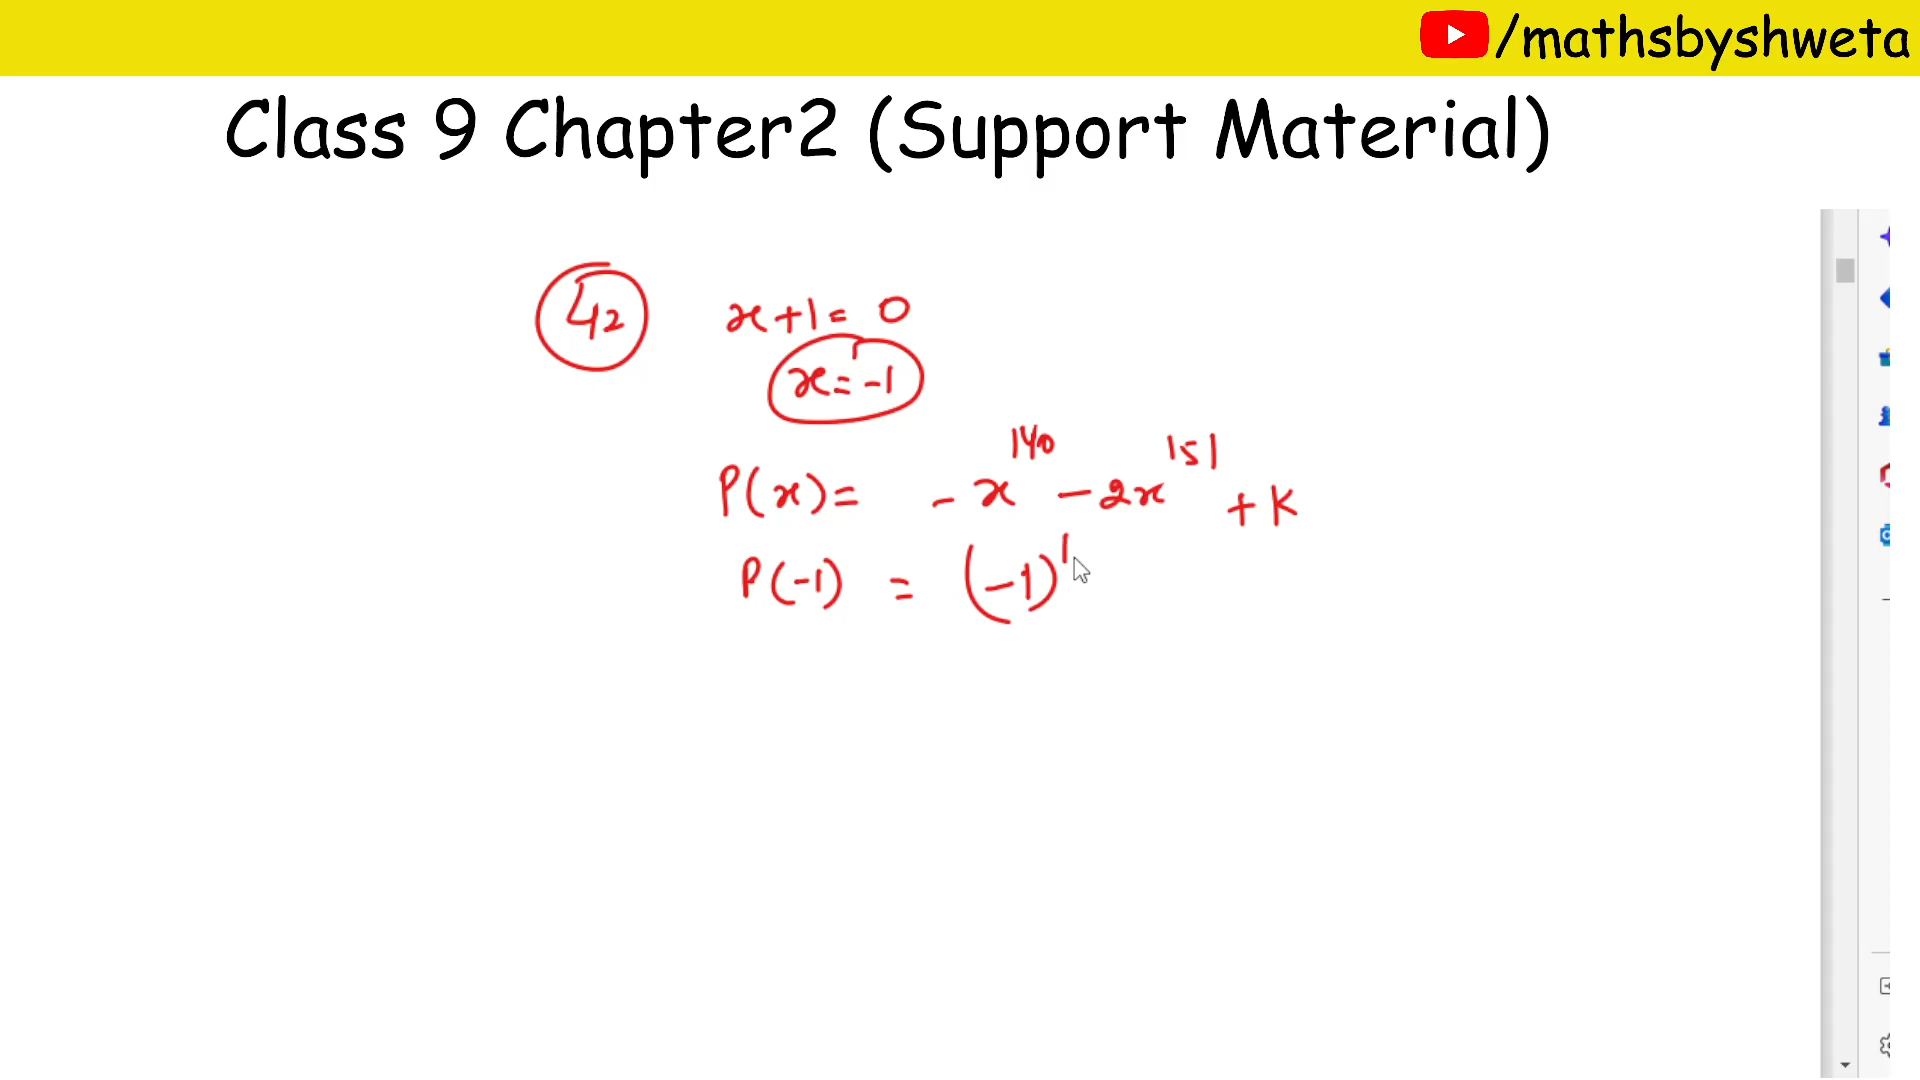 /mathsbyshweta
Class 9 Chapter2 (Support Material)
42
x+1=0
x=-1
P(x)= -x^140 -2x^151 +K
P(-1) = (-1)^1